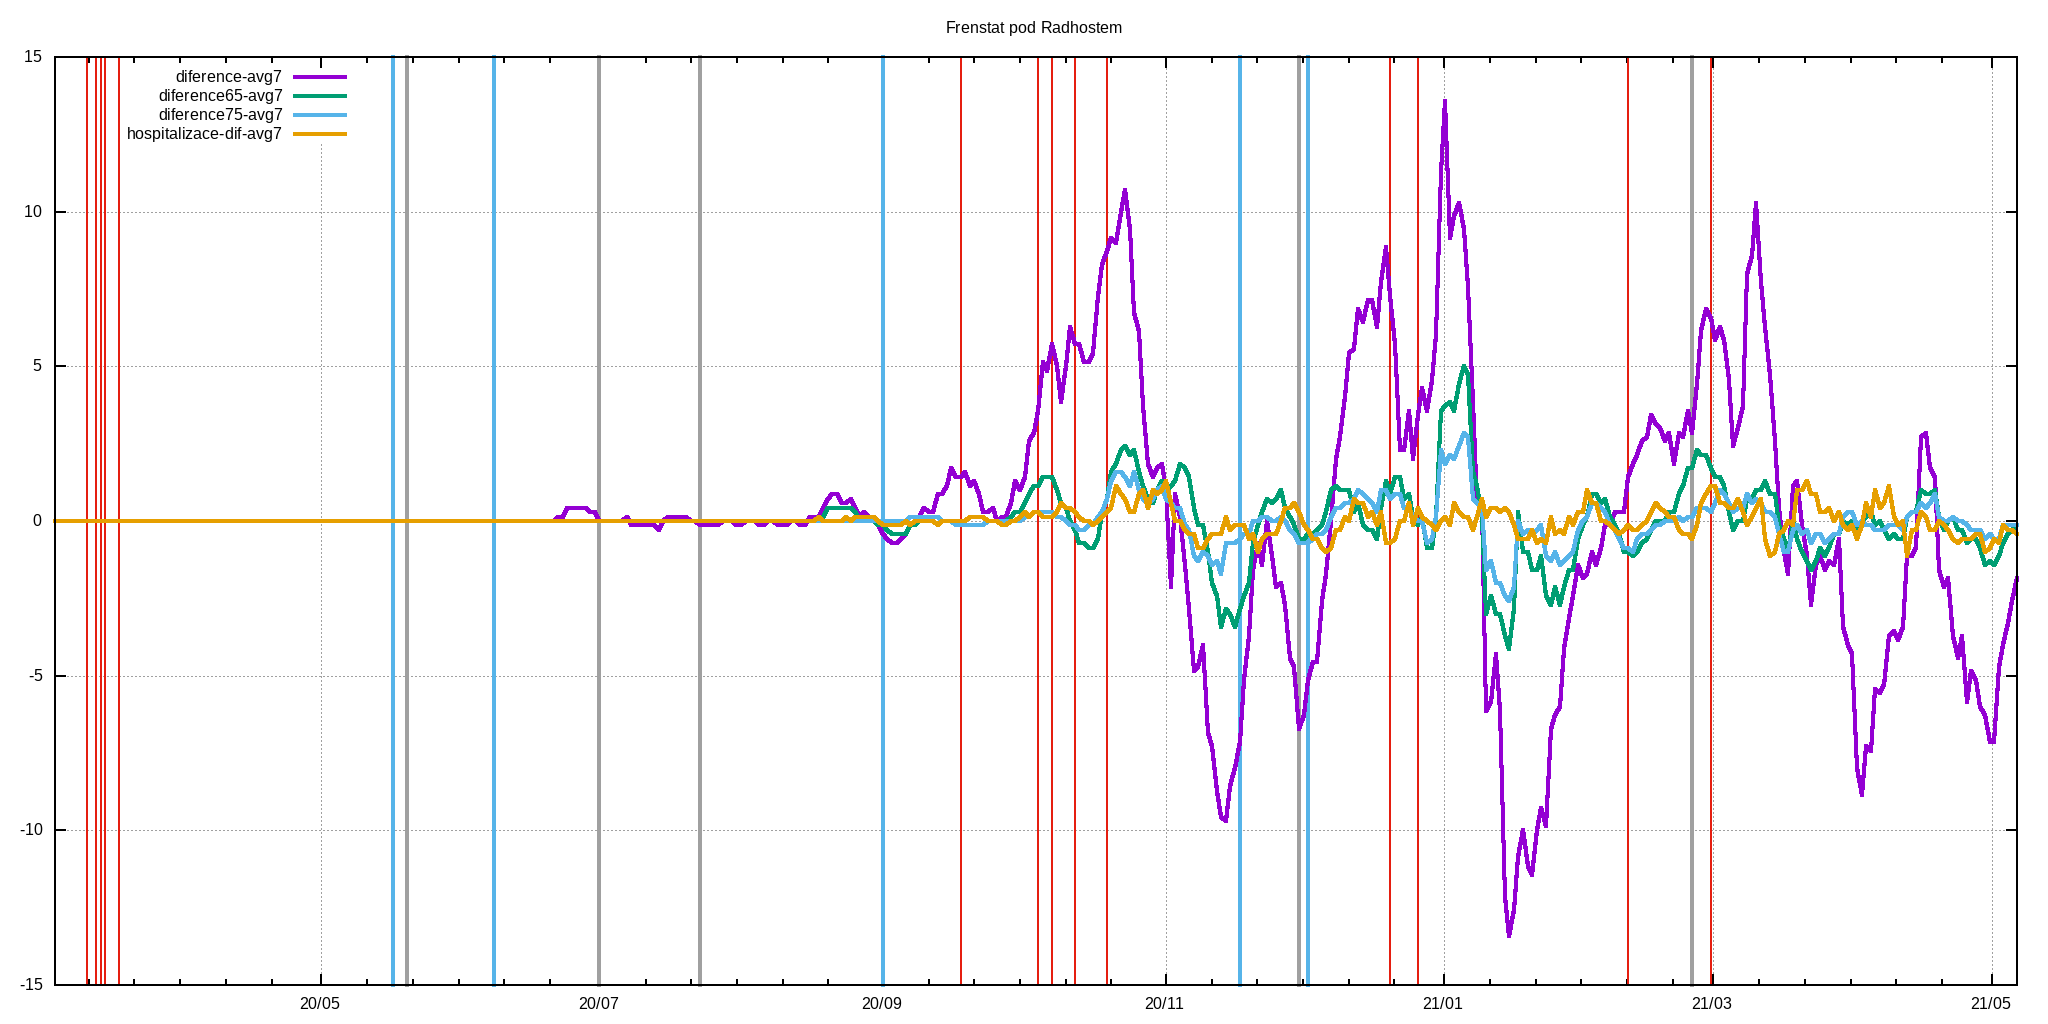 Frenstat pod Radhostem
15
10
5
0
-5
-10
-15
diference-avg7
diference65-avg7
diference75-avg7
hospitalizace-dif-avg7
20/05
20/07
20/09
20/11
21/01
21/03
21/05